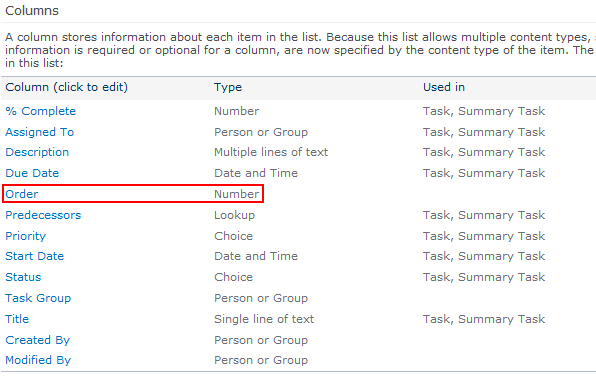 Columns
A column stores information about each item in the list. Because this list allows multiple content types,
information is required or optional for a column, are now specified by the content type of the item. The
in this list:
Column (click to edit) Type Used in
% Complete Number Task, Summary Task
Assigned To Person or Group Task, Summary Task
Description Multiple lines of text Task, Summary Task
Due Date Date and Time Task, Summary Task
Order Number
Predecessors Lookup Task, Summary Task
Priority Choice Task, Summary Task
Start Date Date and Time Task, Summary Task
Status Choice Task, Summary Task
Task Group Person or Group
Title Single line of text Task, Summary Task
Created By Person or Group
Modified By Person or Group